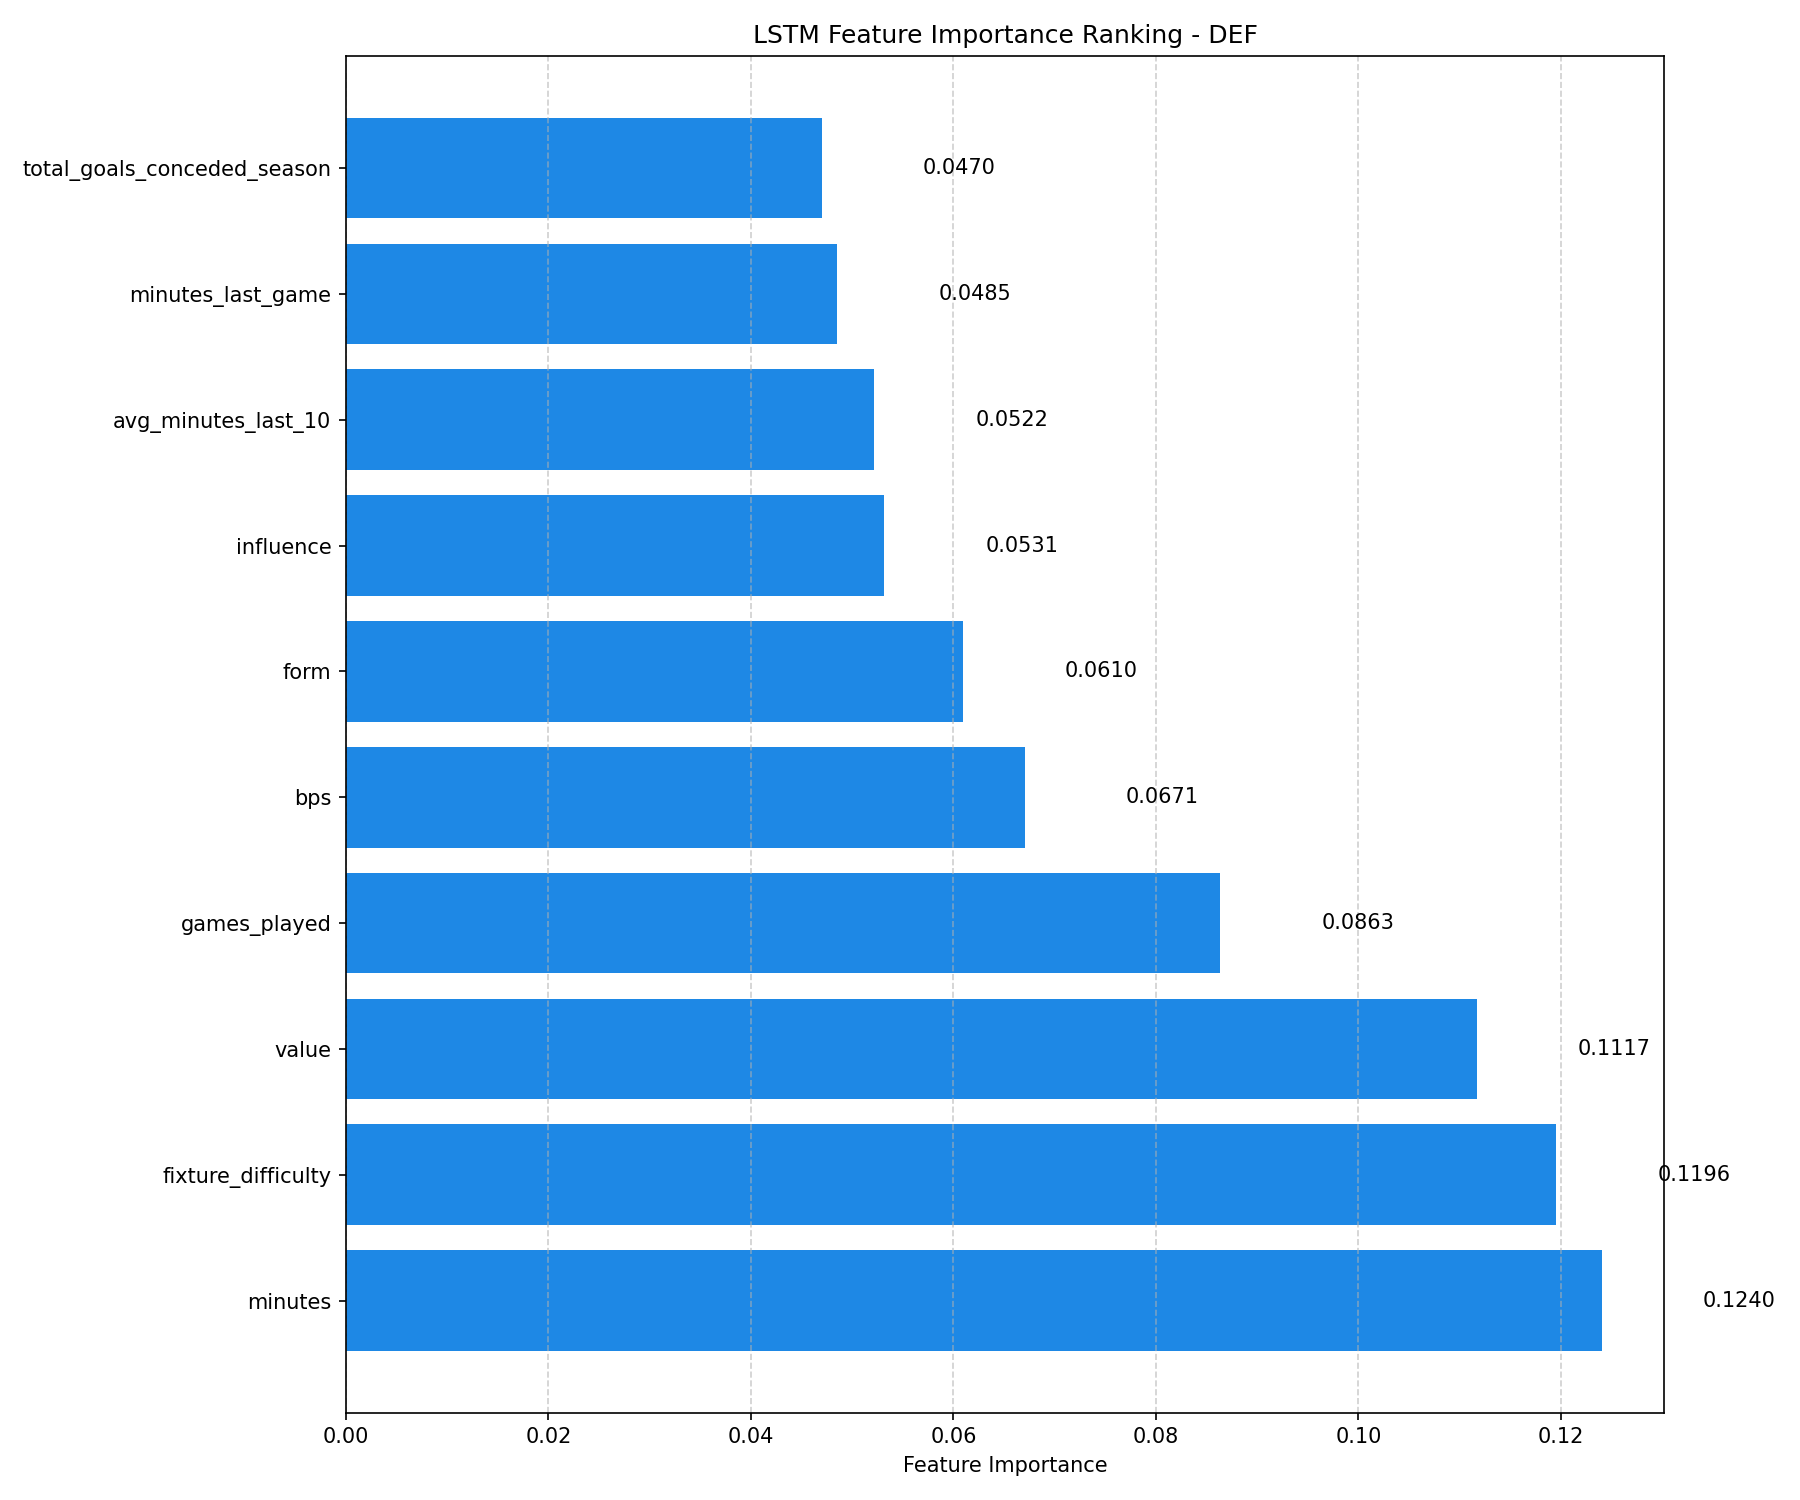 LSTM Feature Importance Ranking - DEF
total_goals_conceded_season 0.0470
minutes_last_game 0.0485
avg_minutes_last_10 0.0522
influence 0.0531
form 0.0610
bps 0.0671
games_played 0.0863
value 0.1117
fixture_difficulty 0.1196
minutes 0.1240
0.00 0.02 0.04 0.06 0.08 0.10 0.12
Feature Importance